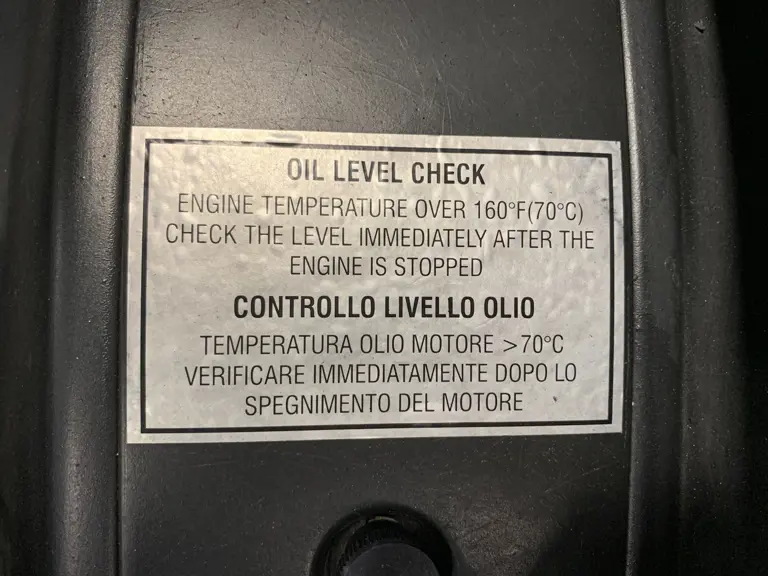 OIL LEVEL CHECK
ENGINE TEMPERATURE OVER 160°F(70°C)
CHECK THE LEVEL IMMEDIATELY AFTER THE
ENGINE IS STOPPED
CONTROLLO LIVELLO OLIO
TEMPERATURA OLIO MOTORE >70°C
VERIFICARE IMMEDIATAMENTE DOPO LO
SPEGNIMENTO DEL MOTORE